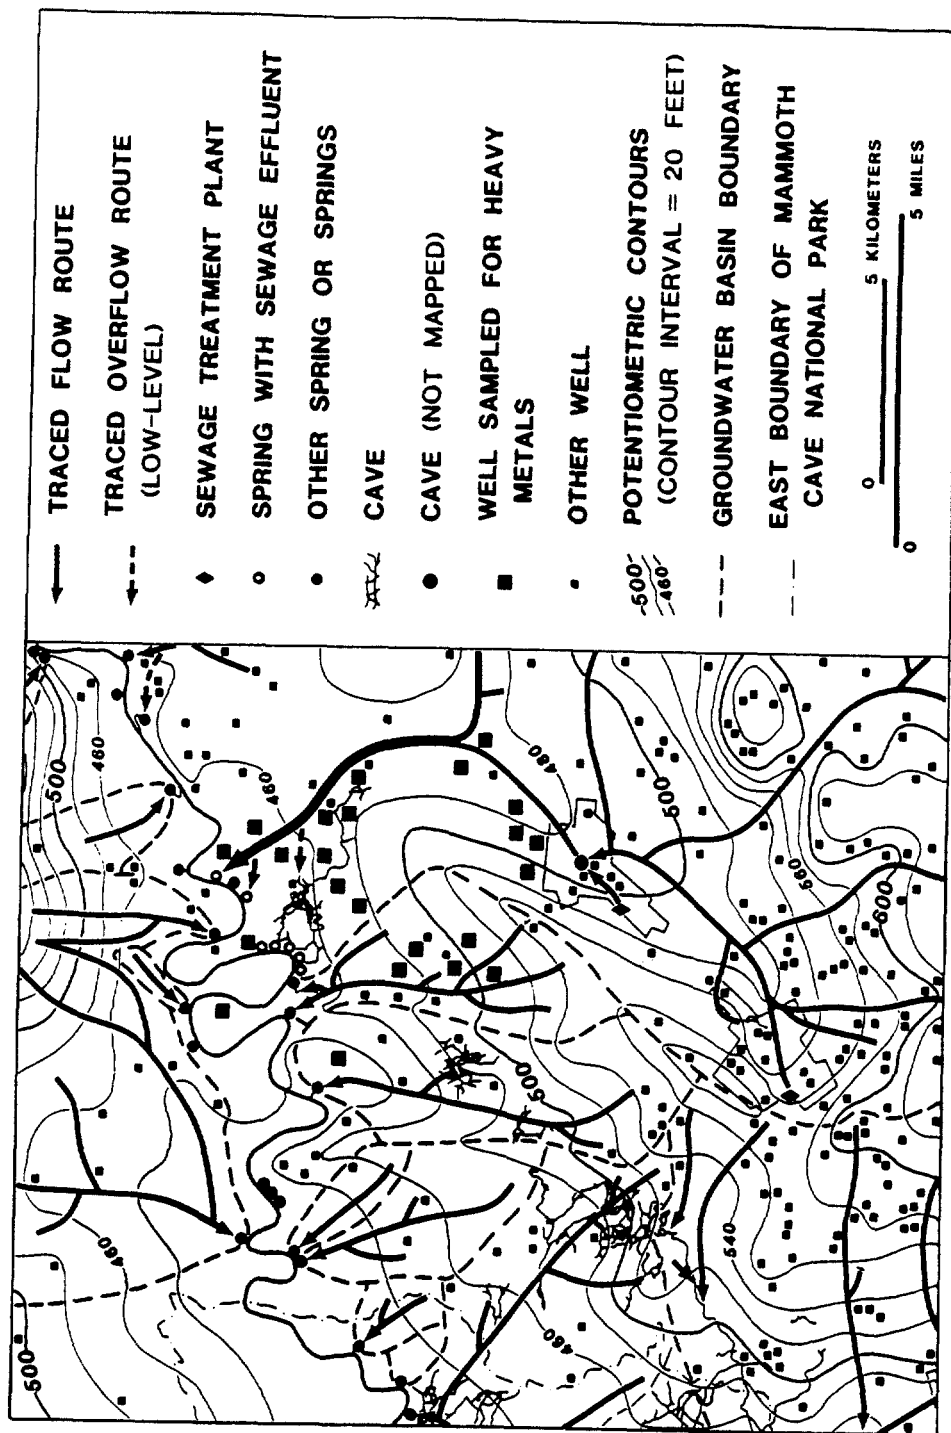 TRACED FLOW ROUTE
TRACED OVERFLOW ROUTE
(LOW-LEVEL)
SEWAGE TREATMENT PLANT
SPRING WITH SEWAGE EFFLUENT
OTHER SPRING OR SPRINGS
CAVE
CAVE (NOT MAPPED)
WELL SAMPLED FOR HEAVY
METALS
OTHER WELL
500
460
POTENTIOMETRIC CONTOURS
(CONTOUR INTERVAL = 20 FEET)
GROUNDWATER BASIN BOUNDARY
EAST BOUNDARY OF MAMMOTH
CAVE NATIONAL PARK
0 5 KILOMETERS
0 5 MILES
500
460
460
480
500
560
600
500
460
540
460
500